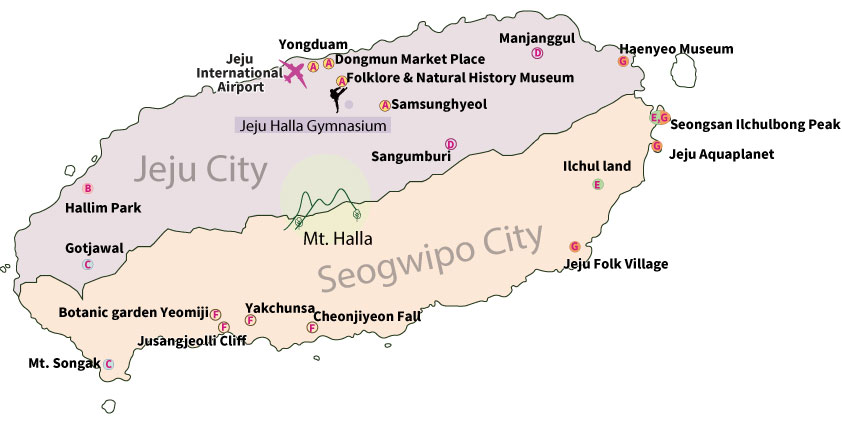 Yongduam
Manjanggul
D
Haenyeo Museum
G
Jeju
International
Airport
A
A
Dongmun Market Place
A
Folklore & Natural History Museum
A
Samsunghyeol
Jeju Halla Gymnasium
E,G
Seongsan Ilchulbong Peak
D
Sangumburi
G
Jeju Aquaplanet
Jeju City
Ilchul land
E
B
Hallim Park
Mt. Halla
Seogwipo City
Gotjawal
C
G
Jeju Folk Village
Botanic garden Yeomiji
F
Yakchunsa
F
Cheonjiyeon Fall
F
F
Jusangjeolli Cliff
Mt. Songak
C